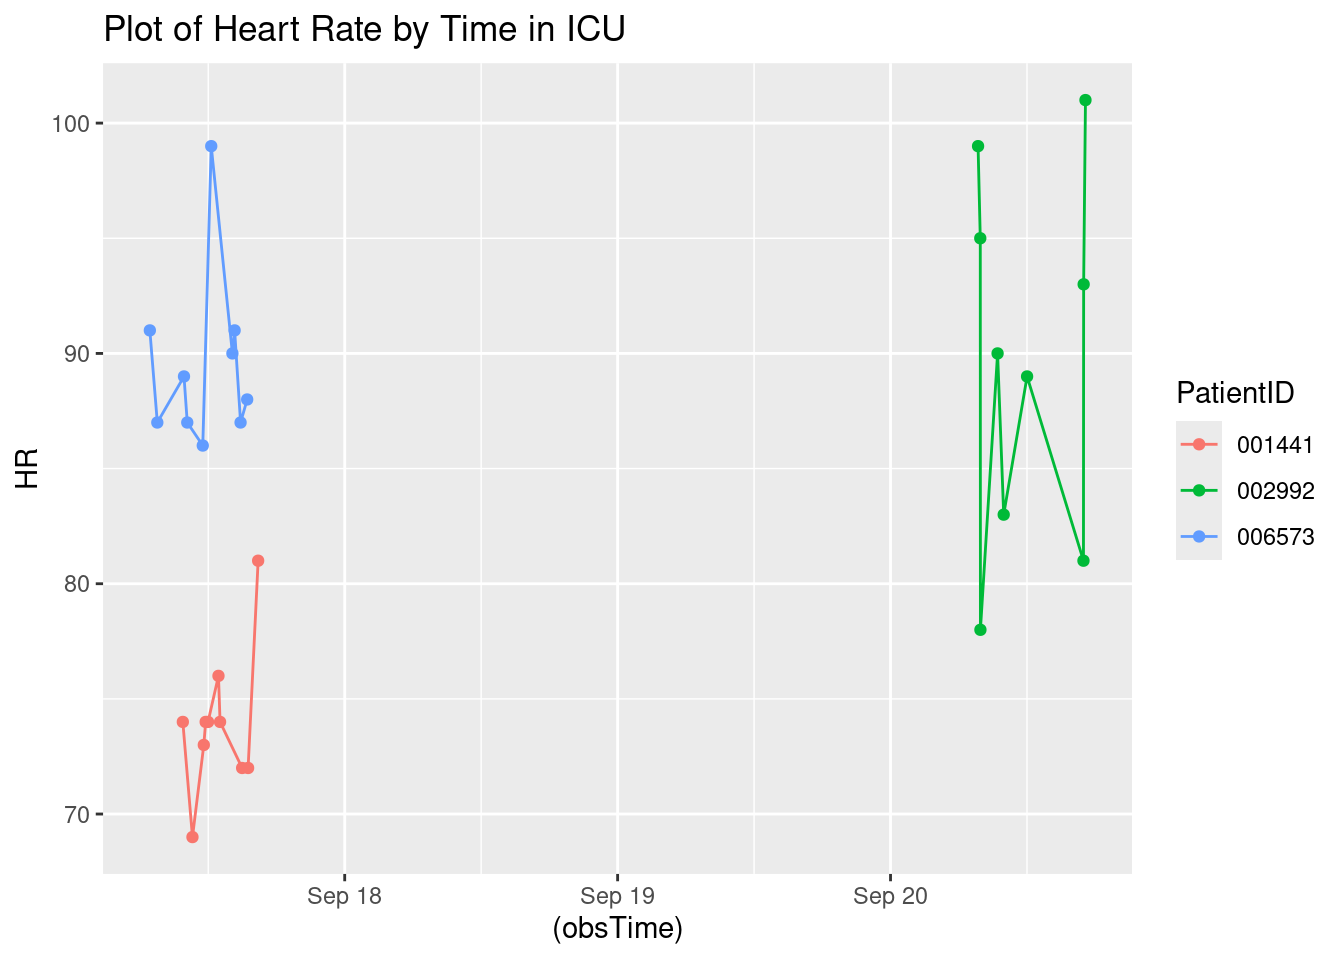 Plot of Heart Rate by Time in ICU
100
90
80
70
HR
Sep 18
Sep 19
Sep 20
(obsTime)
PatientID
001441
002992
006573